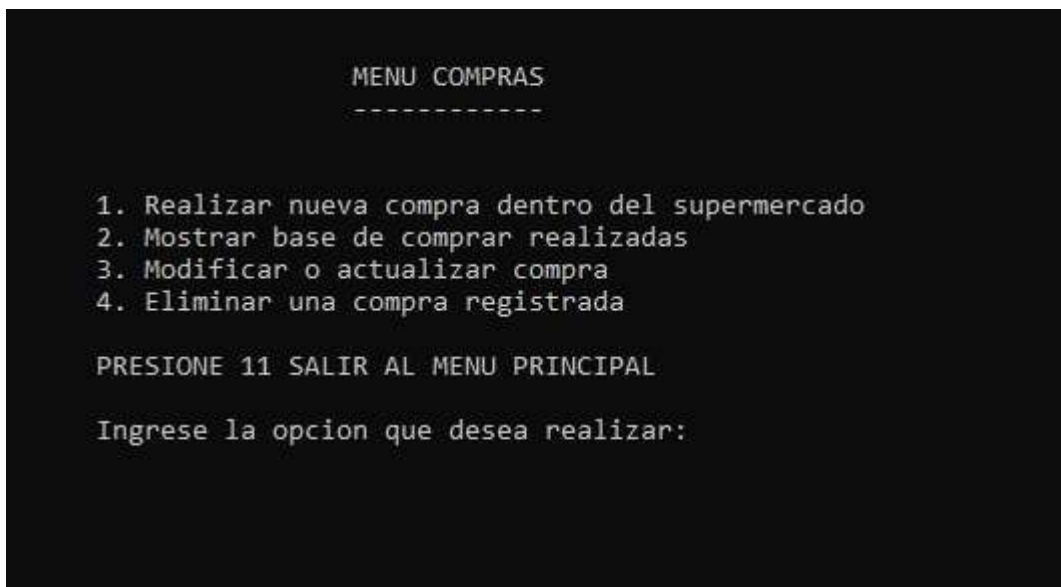 MENU COMPRAS
------------
1. Realizar nueva compra dentro del supermercado
2. Mostrar base de comprar realizadas
3. Modificar o actualizar compra
4. Eliminar una compra registrada
PRESIONE 11 SALIR AL MENU PRINCIPAL
Ingrese la opcion que desea realizar: